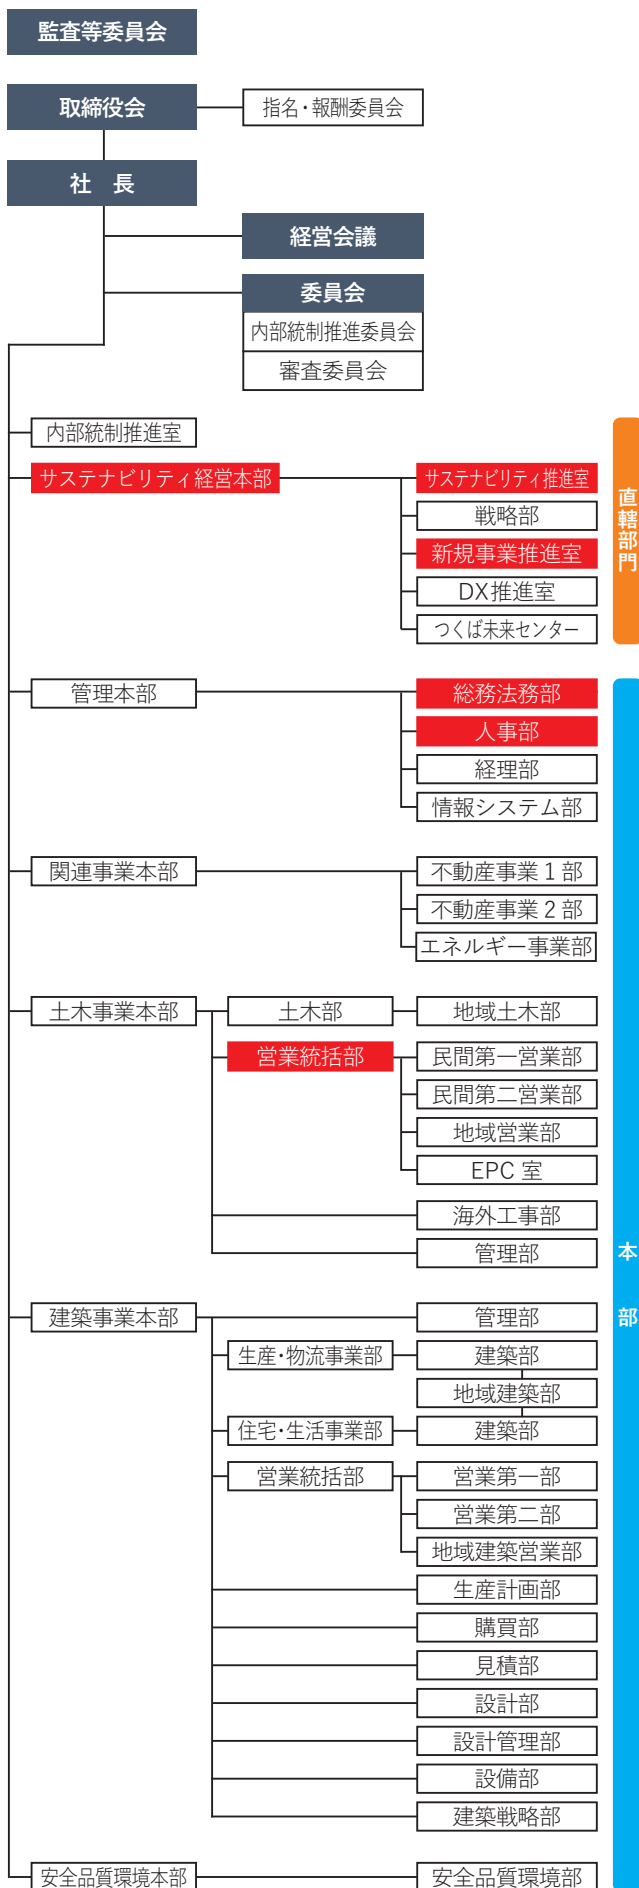 監査等委員会
取締役会
指名・報酬委員会
社　長
経営会議
委員会
内部統制推進委員会
審査委員会
内部統制推進室
サステナビリティ経営本部
サステナビリティ推進室
戦略部
新規事業推進室
DX推進室
つくば未来センター
直轄部門
管理本部
総務法務部
人事部
経理部
情報システム部
関連事業本部
不動産事業1部
不動産事業2部
エネルギー事業部
土木事業本部
土木部
地域土木部
営業統括部
民間第一営業部
民間第二営業部
地域営業部
EPC室
海外工事部
管理部
本部
建築事業本部
管理部
生産・物流事業部
建築部
地域建築部
住宅・生活事業部
建築部
営業統括部
営業第一部
営業第二部
地域建築営業部
生産計画部
購買部
見積部
設計部
設計管理部
設備部
建築戦略部
安全品質環境本部
安全品質環境部